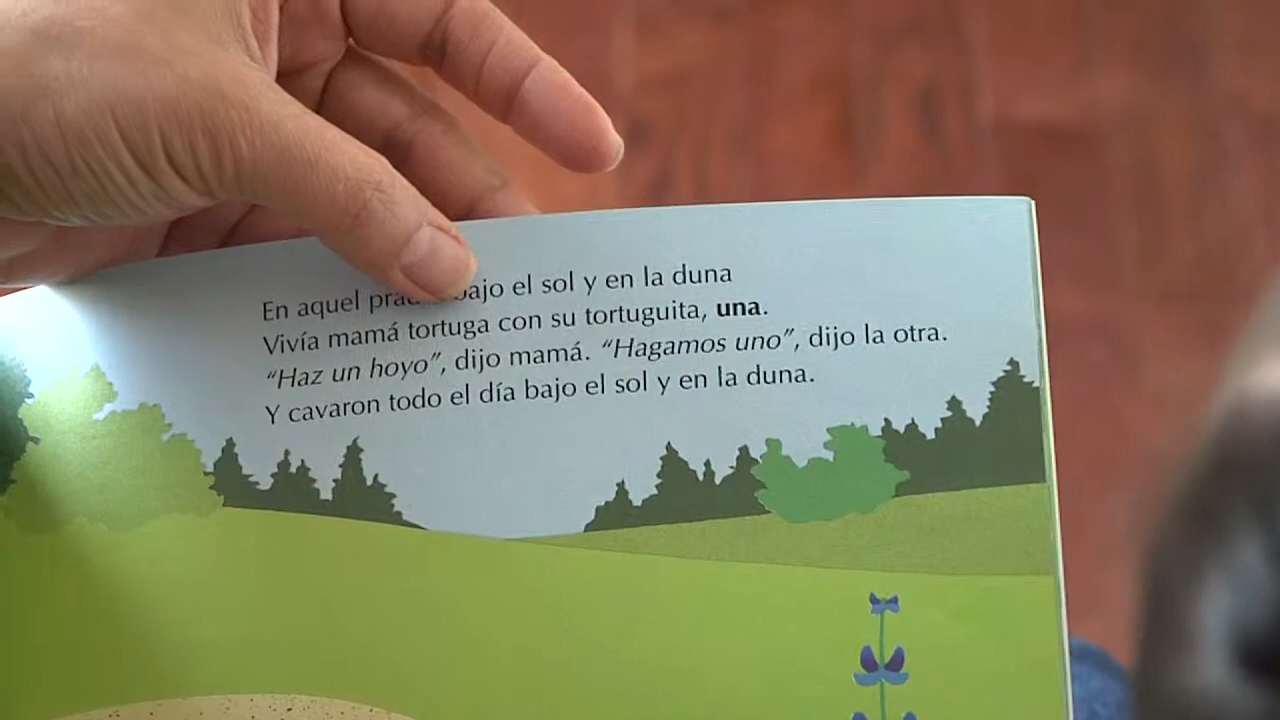 En aquel bajo el sol y en la duna
Vivía mamá tortuga con su tortuguita, una.
“Haz un hoyo”, dijo mamá. “Hagamos uno”, dijo la otra.
Y cavaron todo el día bajo el sol y en la duna.